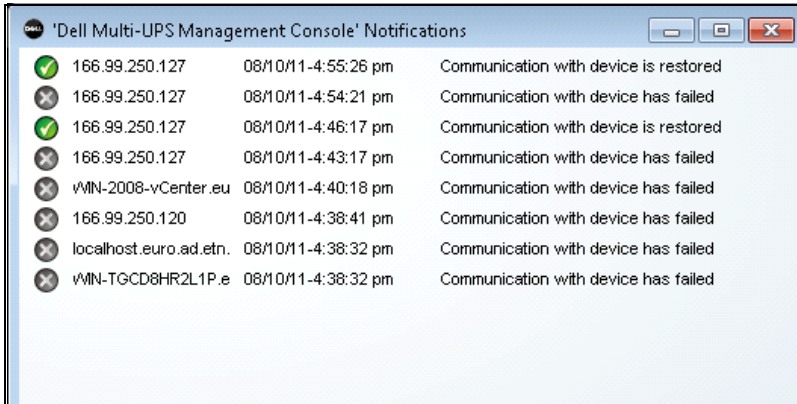 DELL 'Dell Multi-UPS Management Console' Notifications
166.99.250.127 08/10/11-4:55:26 pm Communication with device is restored
166.99.250.127 08/10/11-4:54:21 pm Communication with device has failed
166.99.250.127 08/10/11-4:46:17 pm Communication with device is restored
166.99.250.127 08/10/11-4:43:17 pm Communication with device has failed
WIN-2008-vCenter.eu 08/10/11-4:40:18 pm Communication with device has failed
166.99.250.120 08/10/11-4:38:41 pm Communication with device has failed
localhost.euro.ad.etn. 08/10/11-4:38:32 pm Communication with device has failed
WIN-TGCD8HR2L1P.e 08/10/11-4:38:32 pm Communication with device has failed